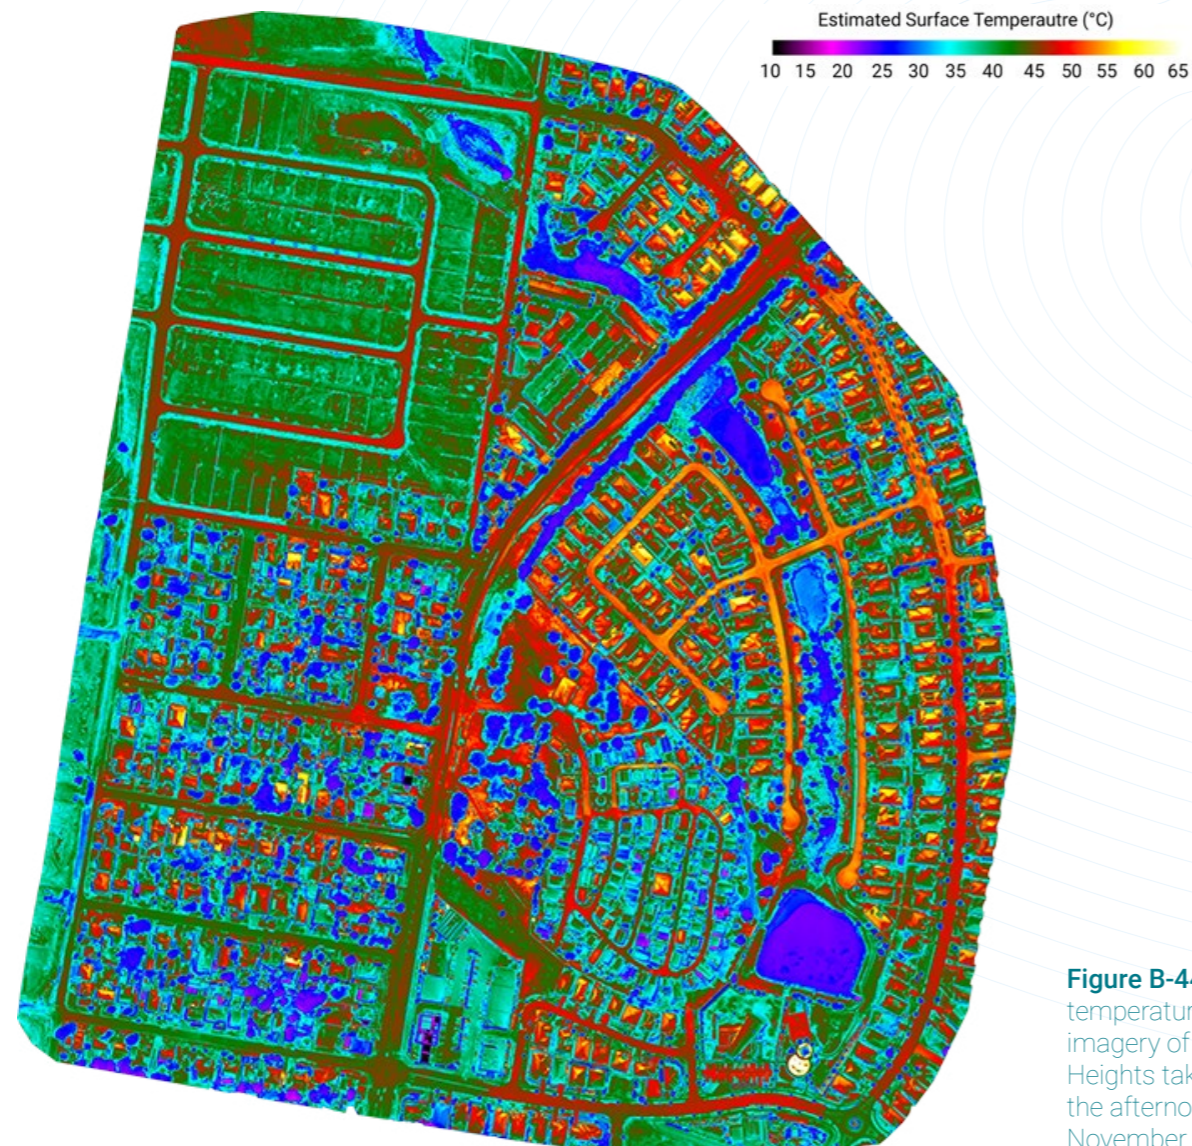 Estimated Surface Temperautre (°C)
10 15 20 25 30 35 40 45 50 55 60 65
Figure B-4
temperatur
imagery of
Heights tak
the afterno
November